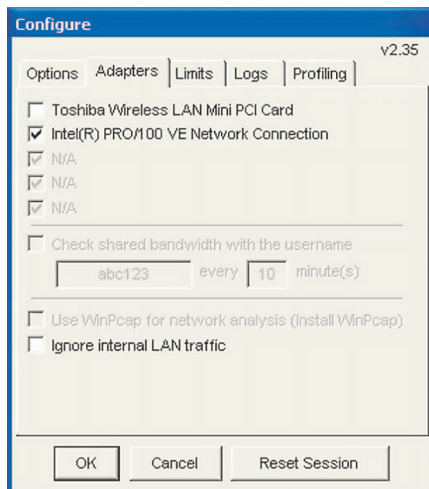 Configure
v2.35
Options Adapters Limits Logs Profiling
Toshiba Wireless LAN Mini PCI Card
Intel(R) PRO/100 VE Network Connection
N/A
N/A
N/A
Check shared bandwidth with the username
abc123 every 10 minute(s)
Use WinPcap for network analysis (Install WinPcap)
Ignore internal LAN traffic
OK Cancel Reset Session